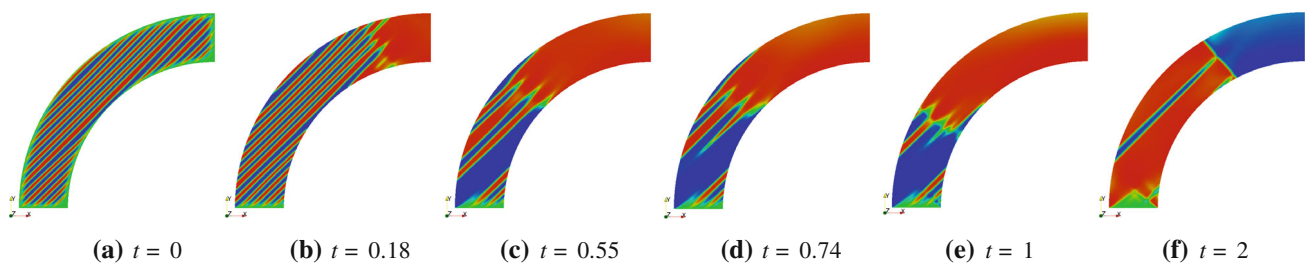 Y Z X Y Z X Y Z X Y Z X Y Z X Y Z X
(a) t = 0 (b) t = 0.18 (c) t = 0.55 (d) t = 0.74 (e) t = 1 (f) t = 2